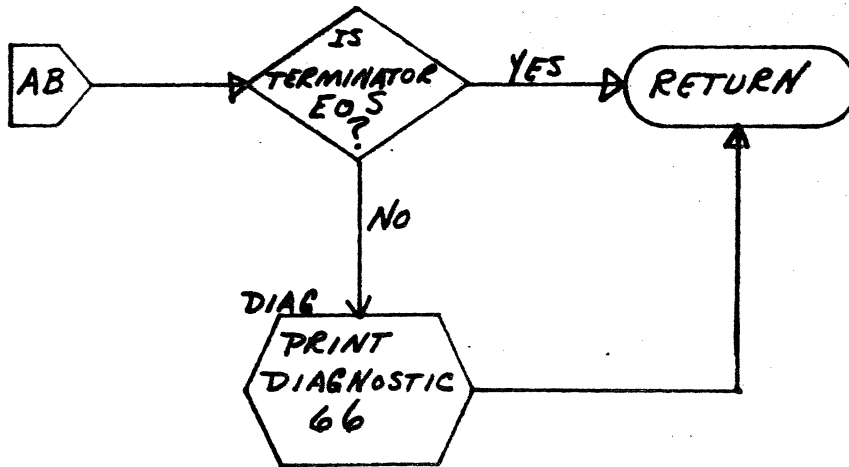 AB
IS
TERMINATOR
EOS
?
YES
RETURN
NO
DIAG
PRINT
DIAGNOSTIC
66